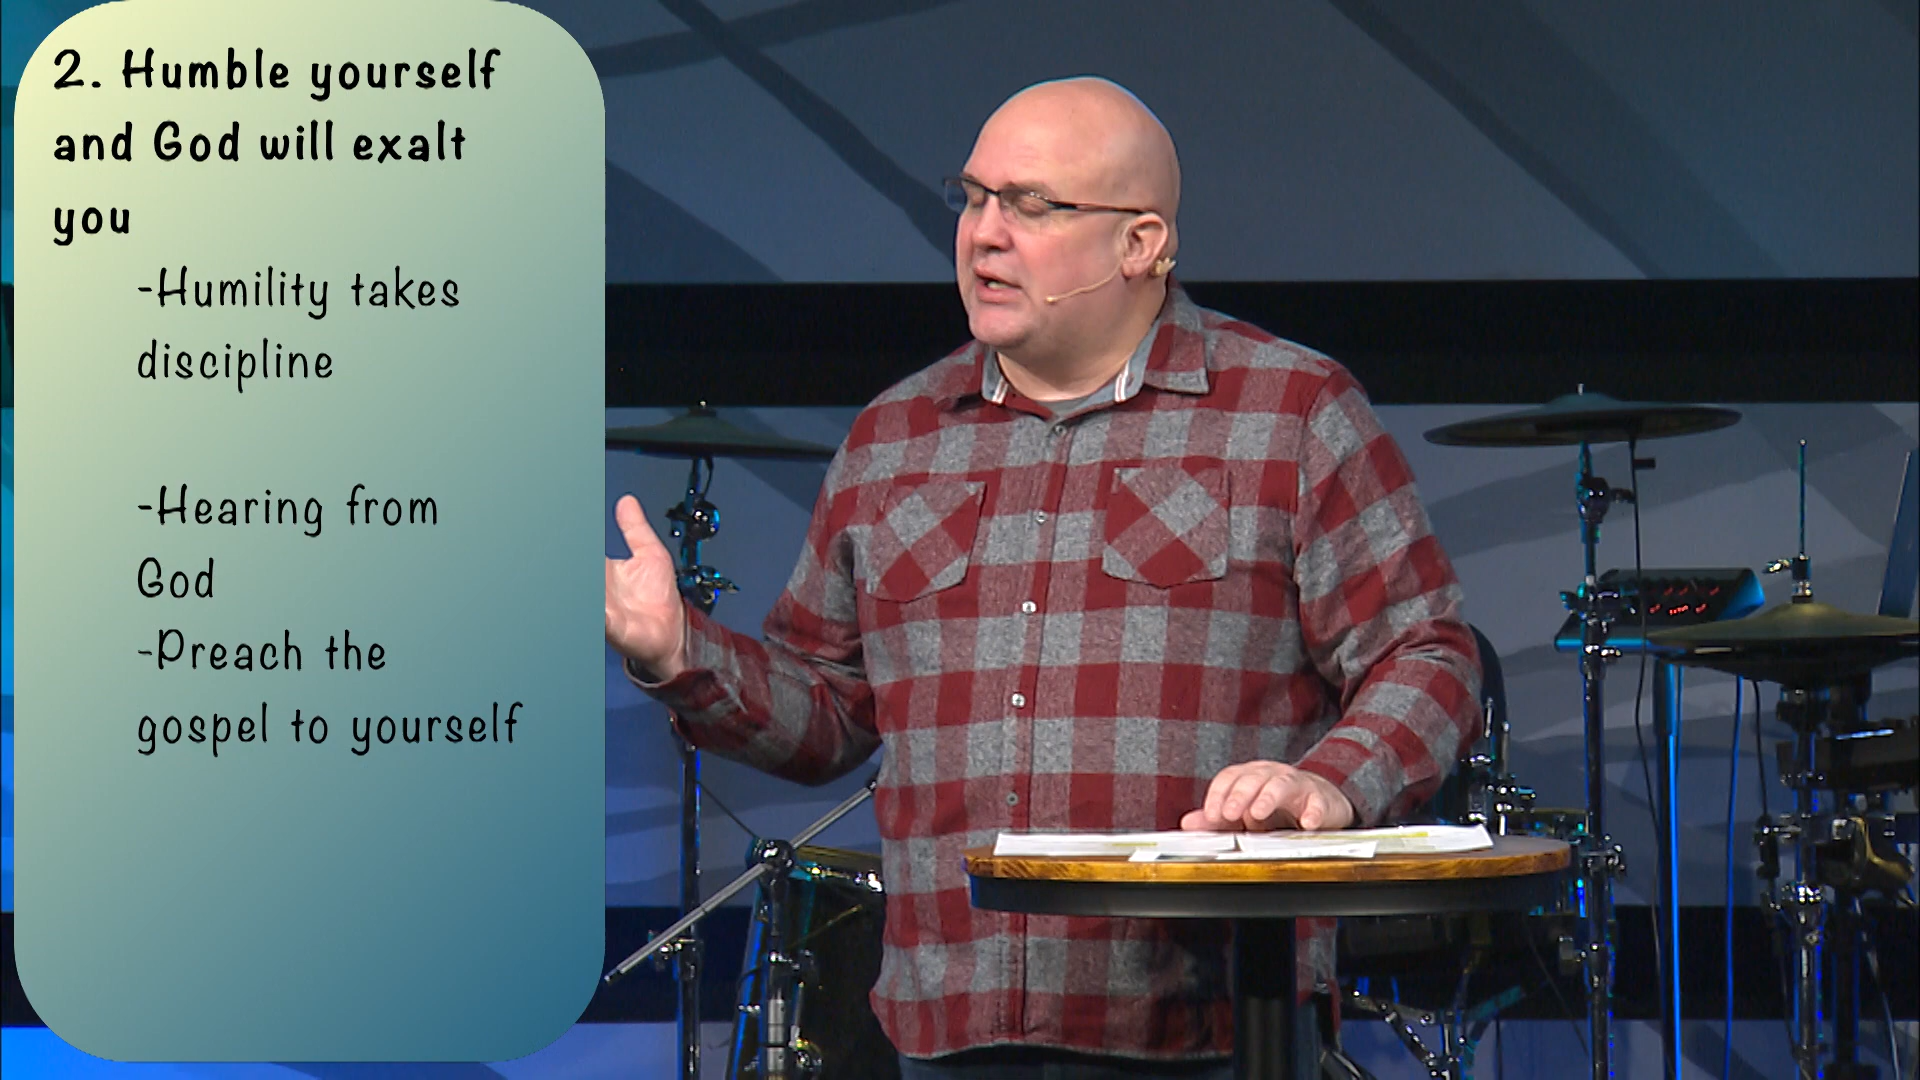 2. Humble yourself
and God will exalt
you
-Humility takes
discipline
-Hearing from
God
-Preach the
gospel to yourself